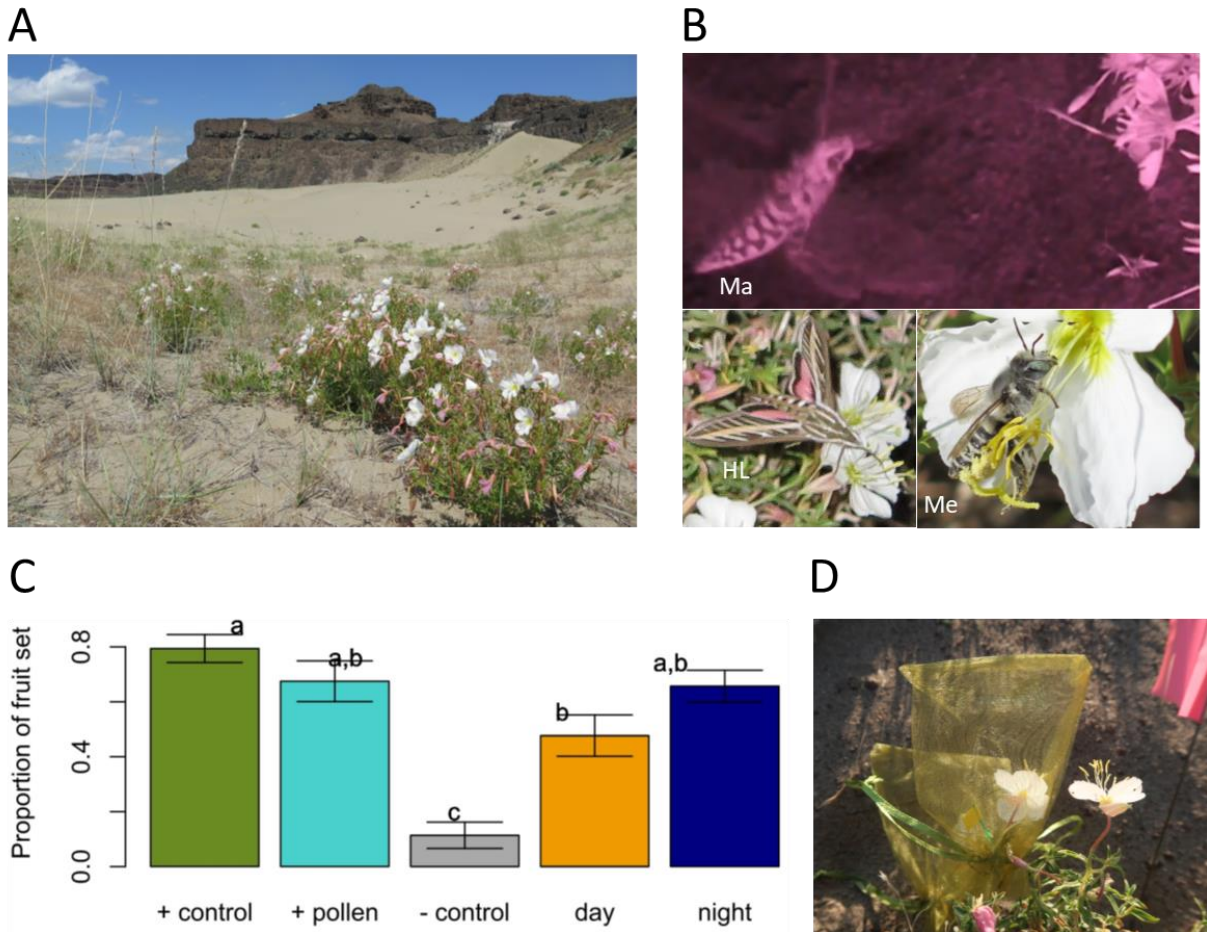 A
B
Ma
HL
Me
C
D
Proportion of fruit set
0.0
0.4
0.8
a
a,b
c
b
a,b
+ control
+ pollen
- control
day
night